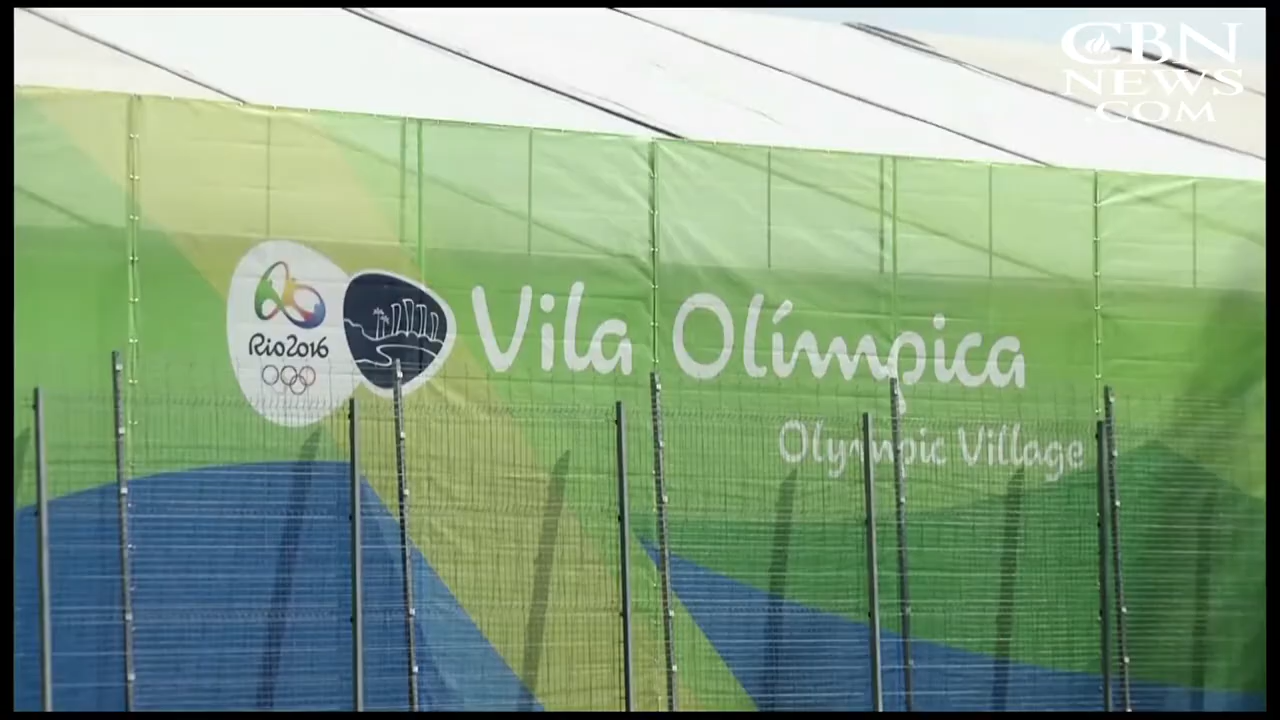 CBN
NEWS
.COM
Vila Olímpica
Rio2016
Olympic Village